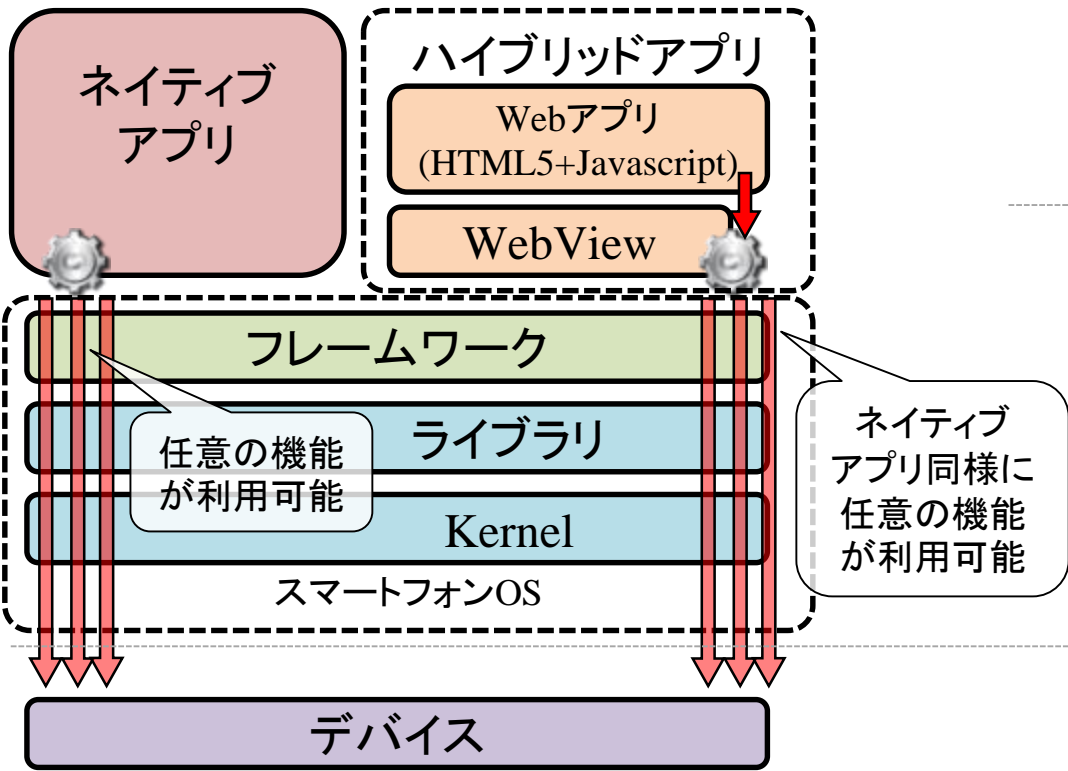 ネイティブ
アプリ
ハイブリッドアプリ
Webアプリ
(HTML5+Javascript)
WebView
フレームワーク
ライブラリ
Kernel
スマートフォンOS
任意の機能
が利用可能
ネイティブ
アプリ同様に
任意の機能
が利用可能
デバイス